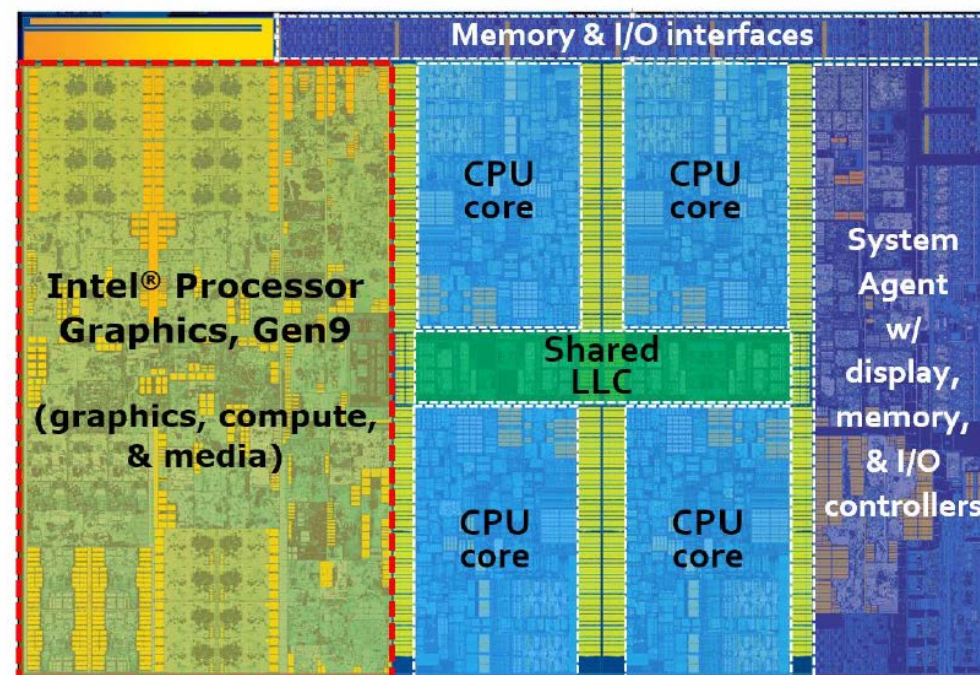 Memory & I/O interfaces
Intel® Processor
Graphics, Gen9
(graphics, compute,
& media)
CPU
core
CPU
core
Shared
LLC
CPU
core
CPU
core
System
Agent
w/
display,
memory,
& I/O
controllers